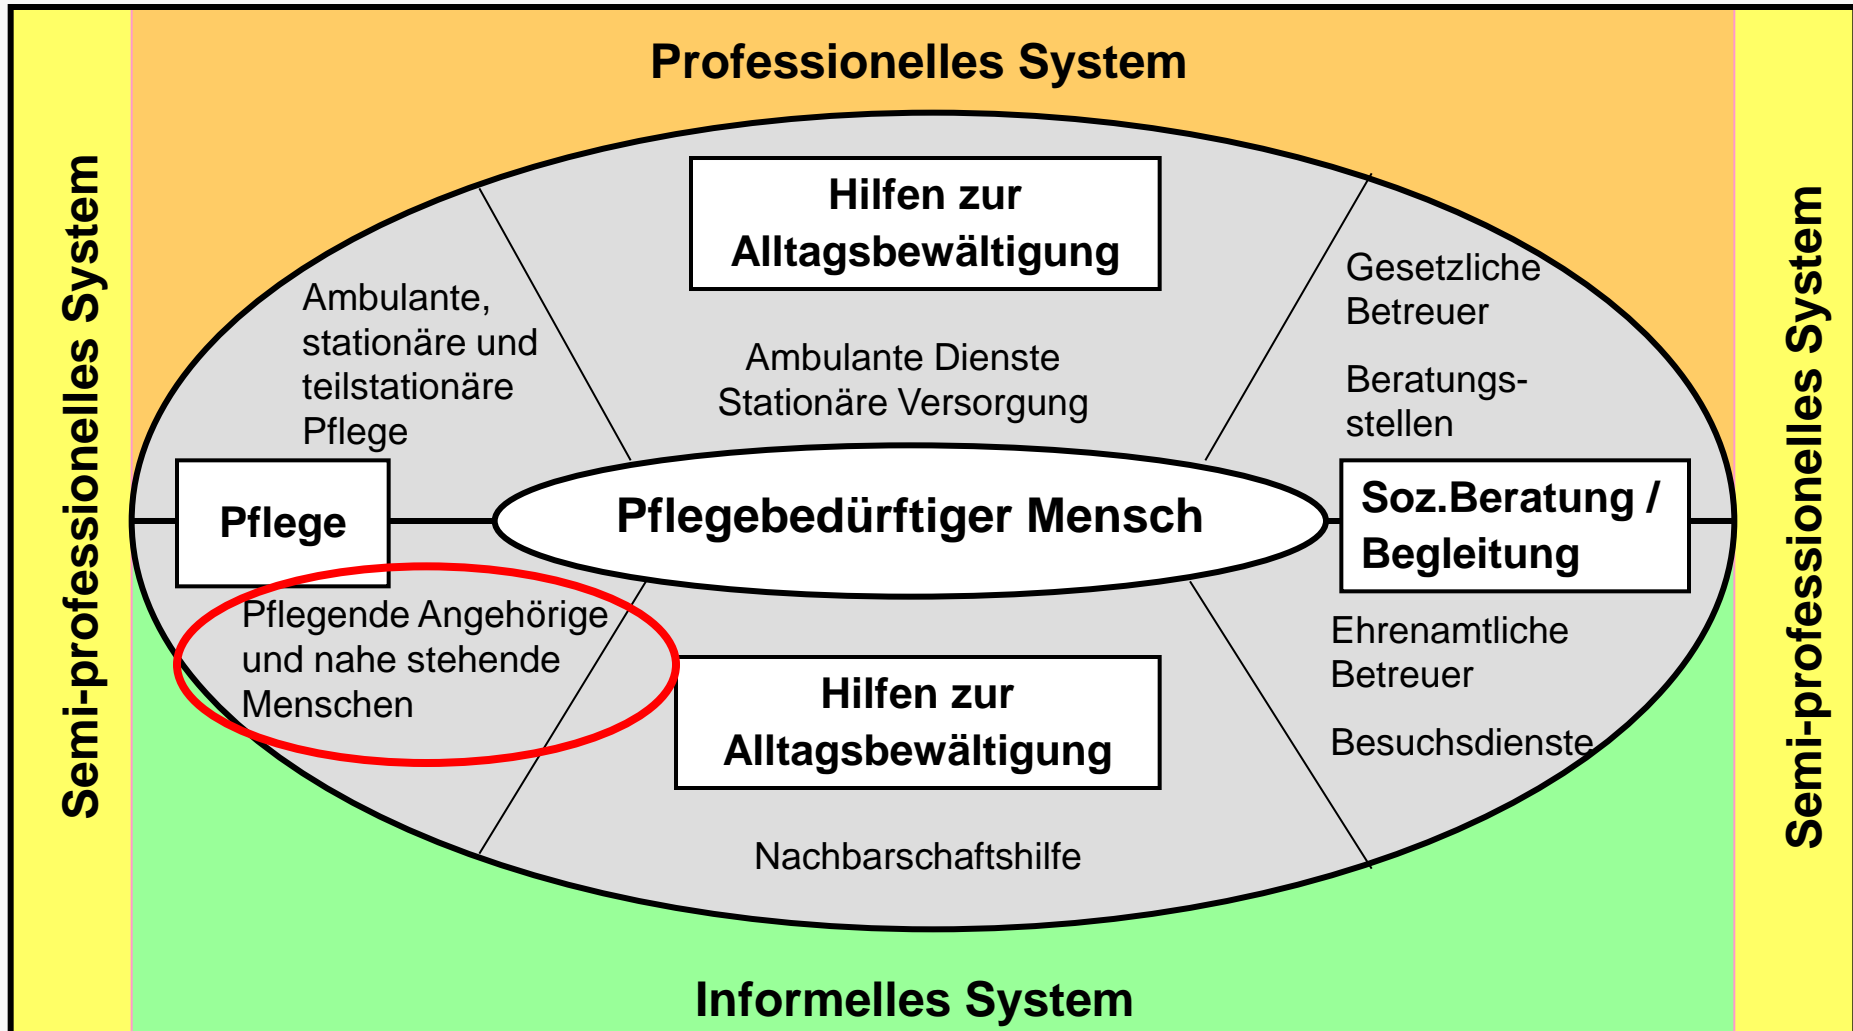 Professionelles System
Semi-professionelles System
Hilfen zur
Alltagsbewältigung
Ambulante,
stationäre und
teilstationäre
Pflege
Ambulante Dienste
Stationäre Versorgung
Gesetzliche
Betreuer
Beratungs-
stellen
Pflege
Pflegebedürftiger Mensch
Soz.Beratung /
Begleitung
Pflegende Angehörige
und nahe stehende
Menschen
Hilfen zur
Alltagsbewältigung
Ehrenamtliche
Betreuer
Besuchsdienste
Nachbarschaftshilfe
Semi-professionelles System
Informelles System